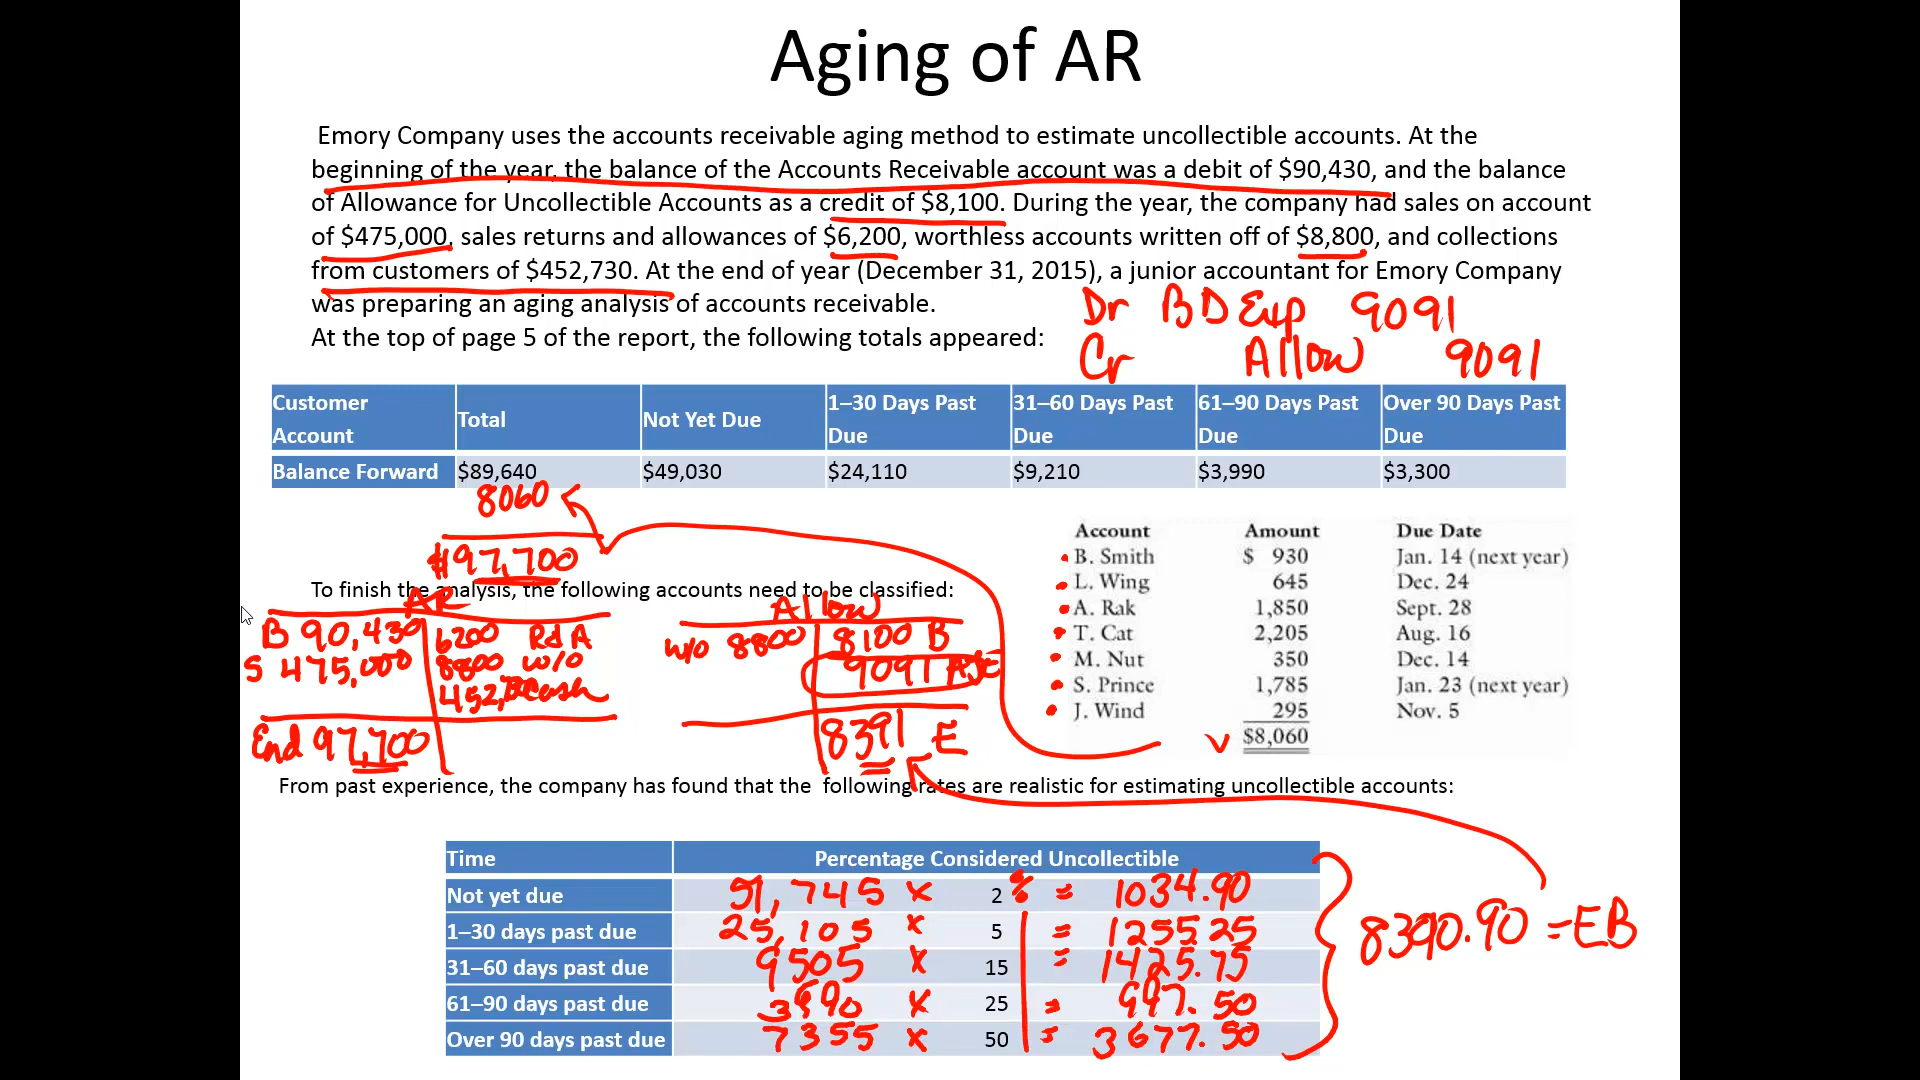 Aging of AR
Emory Company uses the accounts receivable aging method to estimate uncollectible accounts. At the
beginning of the year, the balance of the Accounts Receivable account was a debit of $90,430, and the balance
of Allowance for Uncollectible Accounts as a credit of $8,100. During the year, the company had sales on account
of $475,000, sales returns and allowances of $6,200, worthless accounts written off of $8,800, and collections
from customers of $452,730. At the end of year (December 31, 2015), a junior accountant for Emory Company
was preparing an aging analysis of accounts receivable.
At the top of page 5 of the report, the following totals appeared:
Dr BD Exp 9091
Cr Allow 9091
Customer Account Total Not Yet Due 1–30 Days Past Due 31–60 Days Past Due 61–90 Days Past Due Over 90 Days Past Due
Balance Forward $89,640 $49,030 $24,110 $9,210 $3,990 $3,300
8060
$97,700
To finish the analysis, the following accounts need to be classified:
Account Amount Due Date
B. Smith $ 930 Jan. 14 (next year)
L. Wing 645 Dec. 24
A. Rak 1,850 Sept. 28
T. Cat 2,205 Aug. 16
M. Nut 350 Dec. 14
S. Prince 1,785 Jan. 23 (next year)
J. Wind 295 Nov. 5
$8,060
AR
B 90,430 6200 R&A
S 475,000 8800 w/o
452, Cash
End 97,700
Allow
w/o 8800 8100 B
9091 AJE
8391 E
From past experience, the company has found that the following rates are realistic for estimating uncollectible accounts:
Time Percentage Considered Uncollectible
Not yet due 51,745 x 2 % = 1034.90
1–30 days past due 25,105 x 5 = 1255.25
31–60 days past due 9505 x 15 = 1425.75
61–90 days past due 3990 x 25 = 997.50
Over 90 days past due 7355 x 50 = 3677.50
8390.90 = EB